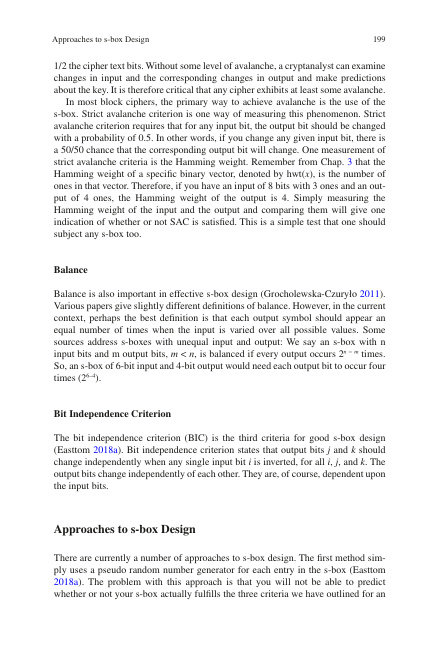 Approaches to s-box Design 199
1/2 the cipher text bits. Without some level of avalanche, a cryptanalyst can examine
changes in input and the corresponding changes in output and make predictions
about the key. It is therefore critical that any cipher exhibits at least some avalanche.
In most block ciphers, the primary way to achieve avalanche is the use of the
s-box. Strict avalanche criterion is one way of measuring this phenomenon. Strict
avalanche criterion requires that for any input bit, the output bit should be changed
with a probability of 0.5. In other words, if you change any given input bit, there is
a 50/50 chance that the corresponding output bit will change. One measurement of
strict avalanche criteria is the Hamming weight. Remember from Chap. 3 that the
Hamming weight of a specific binary vector, denoted by hwt(x), is the number of
ones in that vector. Therefore, if you have an input of 8 bits with 3 ones and an out-
put of 4 ones, the Hamming weight of the output is 4. Simply measuring the
Hamming weight of the input and the output and comparing them will give one
indication of whether or not SAC is satisfied. This is a simple test that one should
subject any s-box too.
Balance
Balance is also important in effective s-box design (Grocholewska-Czuryło 2011).
Various papers give slightly different definitions of balance. However, in the current
context, perhaps the best definition is that each output symbol should appear an
equal number of times when the input is varied over all possible values. Some
sources address s-boxes with unequal input and output: We say an s-box with n
input bits and m output bits, m < n, is balanced if every output occurs 2ⁿ⁻ᵐ times.
So, an s-box of 6-bit input and 4-bit output would need each output bit to occur four
times (2⁶⁻⁴).
Bit Independence Criterion
The bit independence criterion (BIC) is the third criteria for good s-box design
(Easttom 2018a). Bit independence criterion states that output bits j and k should
change independently when any single input bit i is inverted, for all i, j, and k. The
output bits change independently of each other. They are, of course, dependent upon
the input bits.
Approaches to s-box Design
There are currently a number of approaches to s-box design. The first method sim-
ply uses a pseudo random number generator for each entry in the s-box (Easttom
2018a). The problem with this approach is that you will not be able to predict
whether or not your s-box actually fulfills the three criteria we have outlined for an